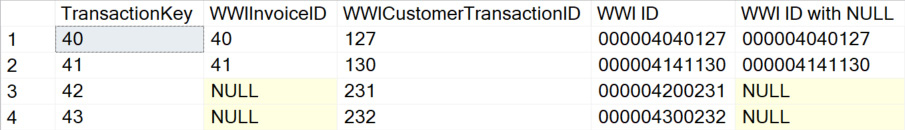 TransactionKey WWIInvoiceID WWICustomerTransactionID WWI ID WWI ID with NULL
1 40 40 127 000004040127 000004040127
2 41 41 130 000004141130 000004141130
3 42 NULL 231 000004200231 NULL
4 43 NULL 232 000004300232 NULL